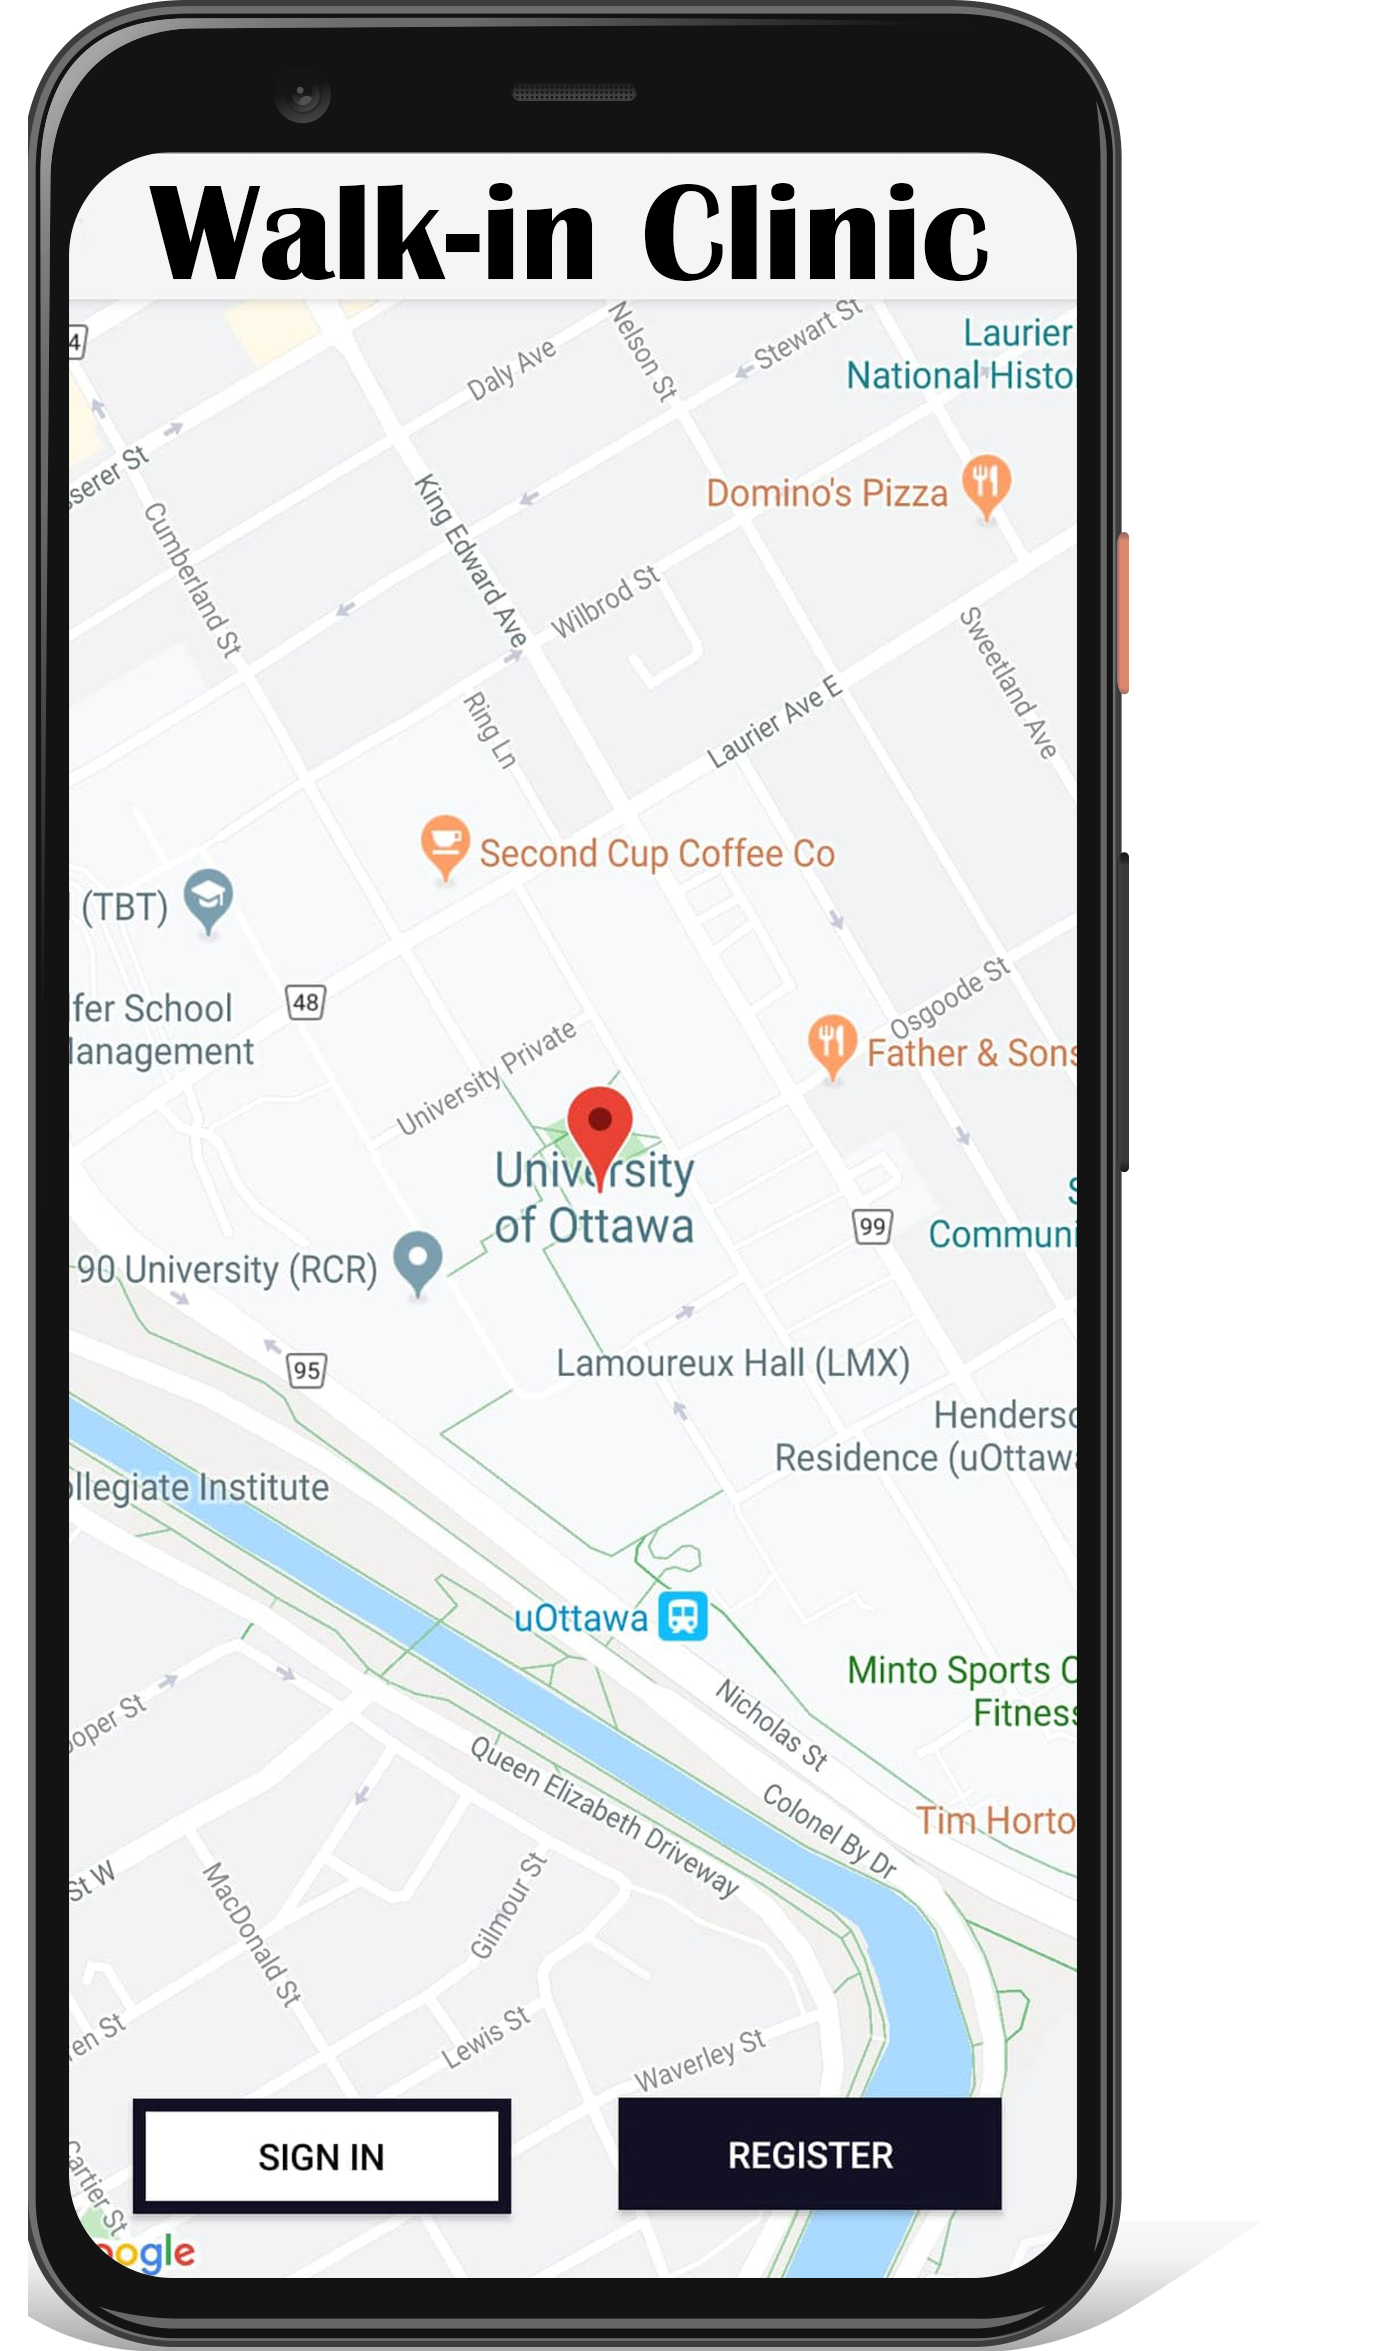 Walk-in Clinic
Laurier
National Histo
4
Nelson St
Stewart St
Daly Ave
serer St
Domino's Pizza
Cumberland St
King Edward Ave
Wilbrod St
Sweetland Ave
Ring Ln
Laurier Ave E
Second Cup Coffee Co
(TBT)
fer School
anagement
48
Osgoode St
University Private
Father & Sons
University
of Ottawa
99
Communi
90 University (RCR)
95
Lamoureux Hall (LMX)
Henderso
Residence (uOttaw
llegiate Institute
uOttawa
Minto Sports C
Fitness
Nicholas St
ooper St
Queen Elizabeth Driveway
Colonel By Dr
Tim Horto
St W
MacDonald St
Gilmour St
en St
Lewis St
Waverley St
SIGN IN
REGISTER
Cartier St
oogle